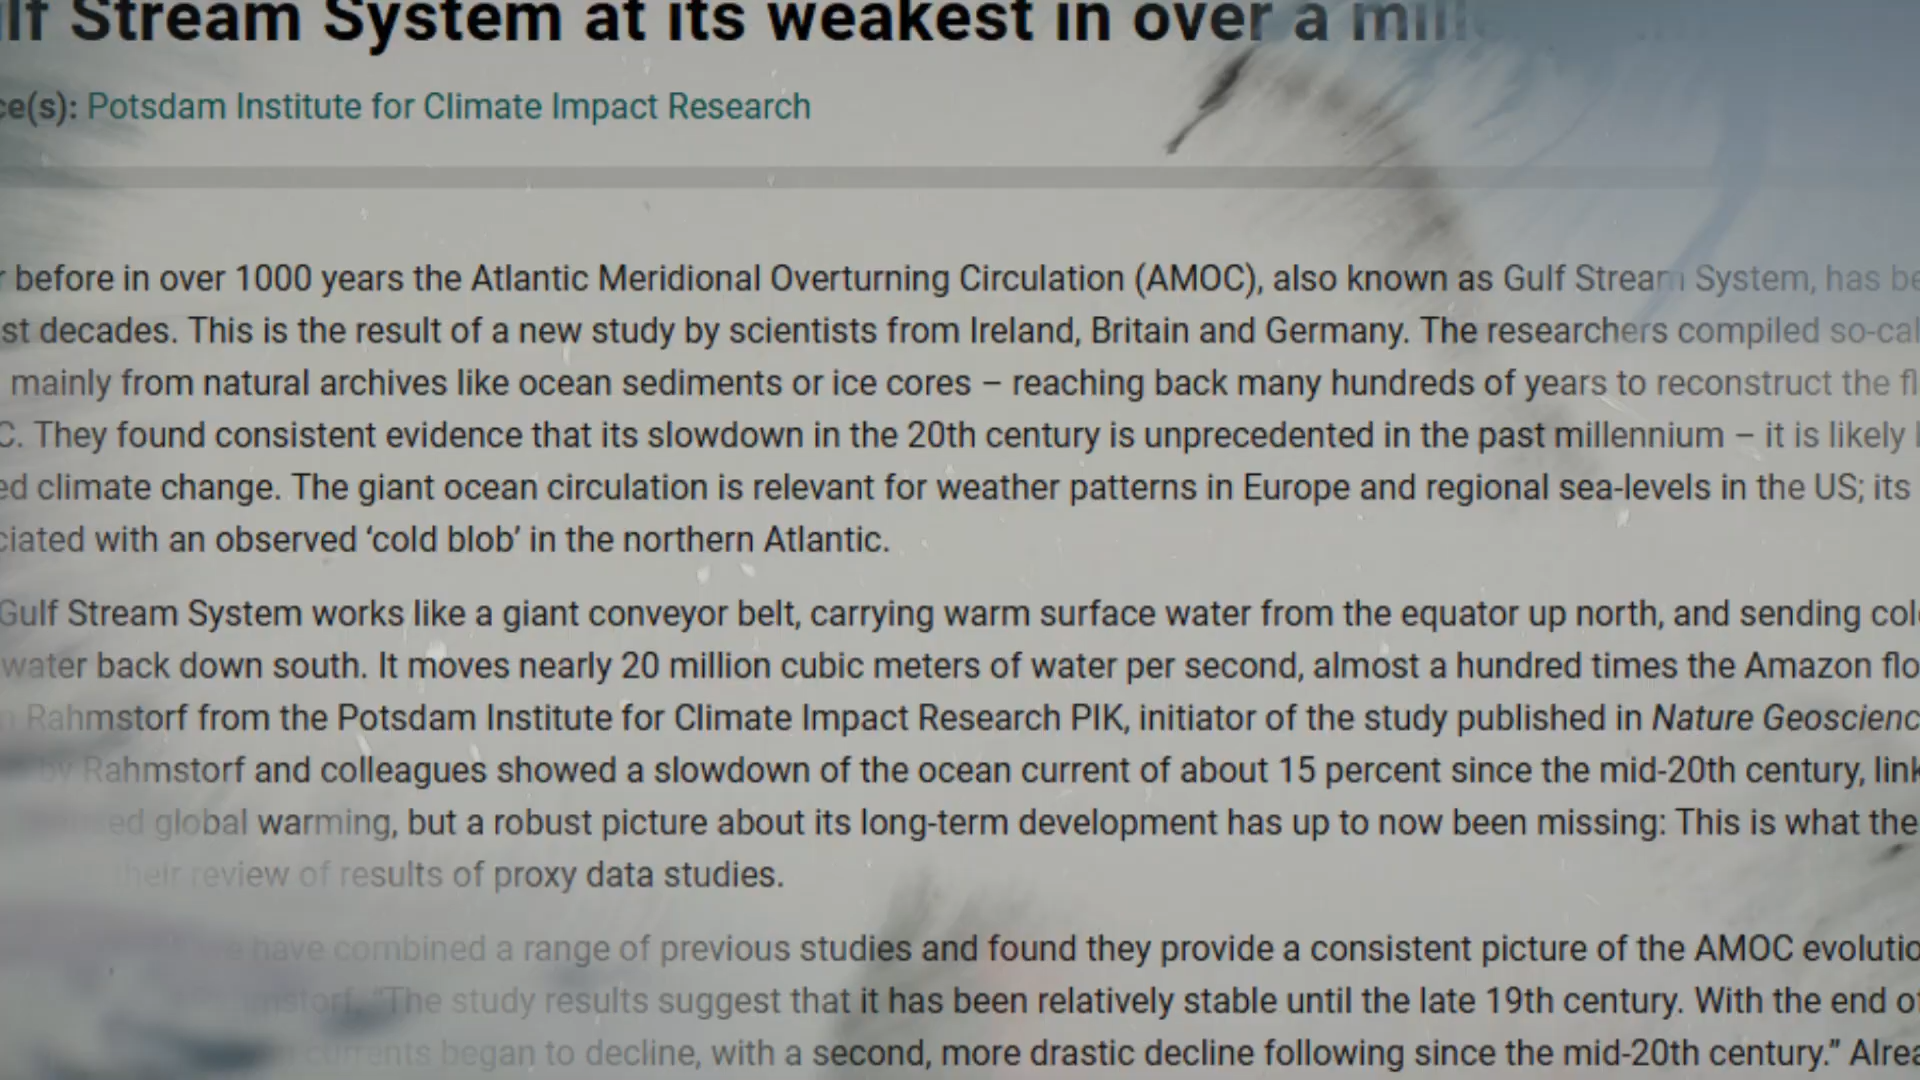 lf Stream System at its weakest in over a mill
ce(s): Potsdam Institute for Climate Impact Research
r before in over 1000 years the Atlantic Meridional Overturning Circulation (AMOC), also known as Gulf Stream System, has be
st decades. This is the result of a new study by scientists from Ireland, Britain and Germany. The researchers compiled so-cal
mainly from natural archives like ocean sediments or ice cores – reaching back many hundreds of years to reconstruct the fl
C. They found consistent evidence that its slowdown in the 20th century is unprecedented in the past millennium – it is likely
ed climate change. The giant ocean circulation is relevant for weather patterns in Europe and regional sea-levels in the US; its
ciated with an observed ‘cold blob’ in the northern Atlantic.
Gulf Stream System works like a giant conveyor belt, carrying warm surface water from the equator up north, and sending col
water back down south. It moves nearly 20 million cubic meters of water per second, almost a hundred times the Amazon flo
Rahmstorf from the Potsdam Institute for Climate Impact Research PIK, initiator of the study published in Nature Geoscienc
by Rahmstorf and colleagues showed a slowdown of the ocean current of about 15 percent since the mid-20th century, link
ed global warming, but a robust picture about its long-term development has up to now been missing: This is what the
their review of results of proxy data studies.
have combined a range of previous studies and found they provide a consistent picture of the AMOC evolutio
mstorf. “The study results suggest that it has been relatively stable until the late 19th century. With the end of
currents began to decline, with a second, more drastic decline following since the mid-20th century.” Alrea